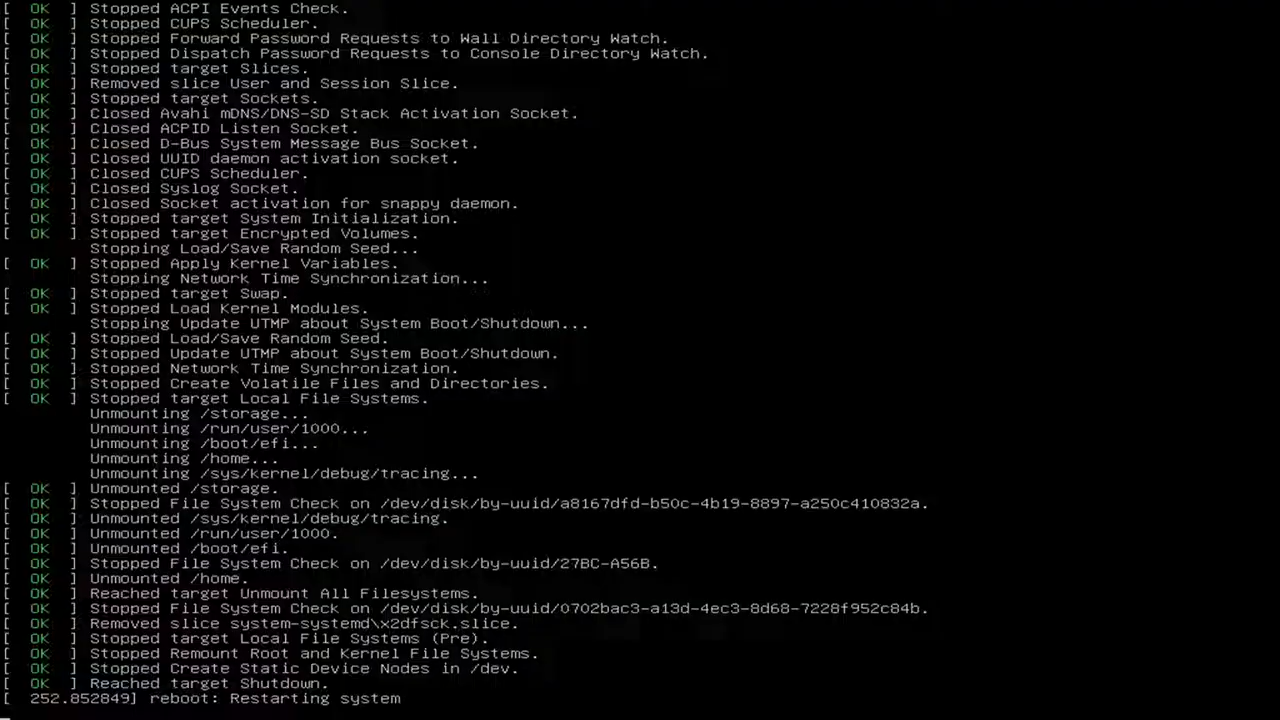 [  OK  ] Stopped ACPI Events Check.
[  OK  ] Stopped CUPS Scheduler.
[  OK  ] Stopped Forward Password Requests to Wall Directory Watch.
[  OK  ] Stopped Dispatch Password Requests to Console Directory Watch.
[  OK  ] Stopped target Slices.
[  OK  ] Removed slice User and Session Slice.
[  OK  ] Stopped target Sockets.
[  OK  ] Closed Avahi mDNS/DNS-SD Stack Activation Socket.
[  OK  ] Closed ACPID Listen Socket.
[  OK  ] Closed D-Bus System Message Bus Socket.
[  OK  ] Closed UUID daemon activation socket.
[  OK  ] Closed CUPS Scheduler.
[  OK  ] Closed Syslog Socket.
[  OK  ] Closed Socket activation for snappy daemon.
[  OK  ] Stopped target System Initialization.
[  OK  ] Stopped target Encrypted Volumes.
Stopping Load/Save Random Seed...
[  OK  ] Stopped Apply Kernel Variables.
Stopping Network Time Synchronization...
[  OK  ] Stopped target Swap.
[  OK  ] Stopped Load Kernel Modules.
Stopping Update UTMP about System Boot/Shutdown...
[  OK  ] Stopped Load/Save Random Seed.
[  OK  ] Stopped Update UTMP about System Boot/Shutdown.
[  OK  ] Stopped Network Time Synchronization.
[  OK  ] Stopped Create Volatile Files and Directories.
[  OK  ] Stopped target Local File Systems.
Unmounting /storage...
Unmounting /run/user/1000...
Unmounting /boot/efi...
Unmounting /home...
Unmounting /sys/kernel/debug/tracing...
[  OK  ] Unmounted /storage.
[  OK  ] Stopped File System Check on /dev/disk/by-uuid/a8167dfd-b50c-4b19-8897-a250c410832a.
[  OK  ] Unmounted /sys/kernel/debug/tracing.
[  OK  ] Unmounted /run/user/1000.
[  OK  ] Unmounted /boot/efi.
[  OK  ] Stopped File System Check on /dev/disk/by-uuid/27BC-A56B.
[  OK  ] Unmounted /home.
[  OK  ] Reached target Unmount All Filesystems.
[  OK  ] Stopped File System Check on /dev/disk/by-uuid/0702bac3-a13d-4ec3-8d68-7228f952c84b.
[  OK  ] Removed slice system-systemd\x2dfsck.slice.
[  OK  ] Stopped target Local File Systems (Pre).
[  OK  ] Stopped Remount Root and Kernel File Systems.
[  OK  ] Stopped Create Static Device Nodes in /dev.
[  OK  ] Reached target Shutdown.
[  252.852849] reboot: Restarting system